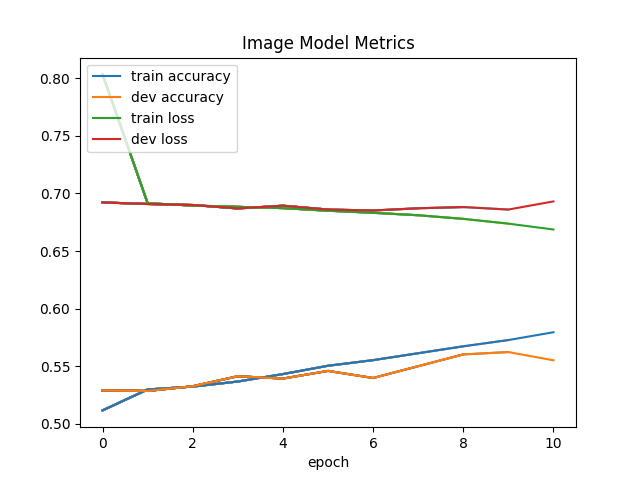 Image Model Metrics
train accuracy
dev accuracy
train loss
dev loss
0.80
0.75
0.70
0.65
0.60
0.55
0.50
0 2 4 6 8 10
epoch